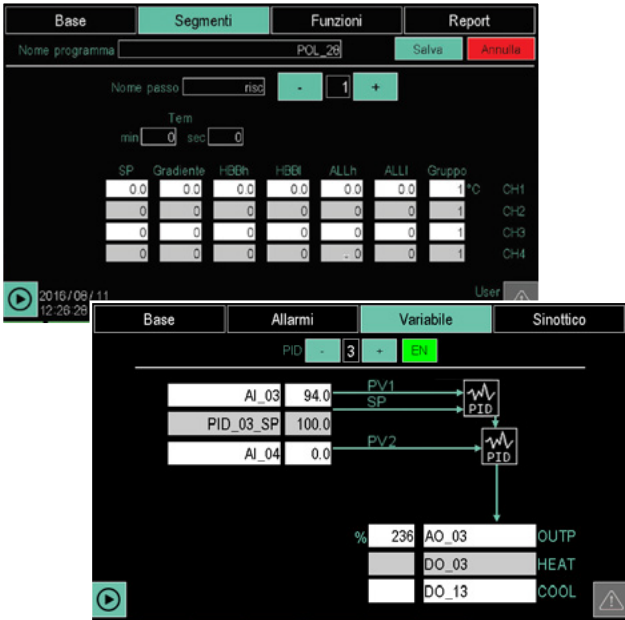 Base Segmenti Funzioni Report
Nome programma POL_28 Salva Annulla
Nome passo risc - 1 +
Tem
min 0 sec 0
SP Gradiente HBBh HBBl ALLh ALLl Gruppo
0.0 0.0 0.0 0.0 0.0 0.0 1 °C CH1
0 0 0 0 0 0 1 CH2
0 0 0 0 0 0 1 CH3
0 0 0 0 . 0 0 1 CH4
2016/08/11 User
12:26:28
Base Allarmi Variabile Sinottico
PID - 3 + EN
AI_03 94.0 PV1
PID_03_SP 100.0 SP PID
AI_04 0.0 PV2 PID
% 236 AO_03 OUTP
DO_03 HEAT
DO_13 COOL